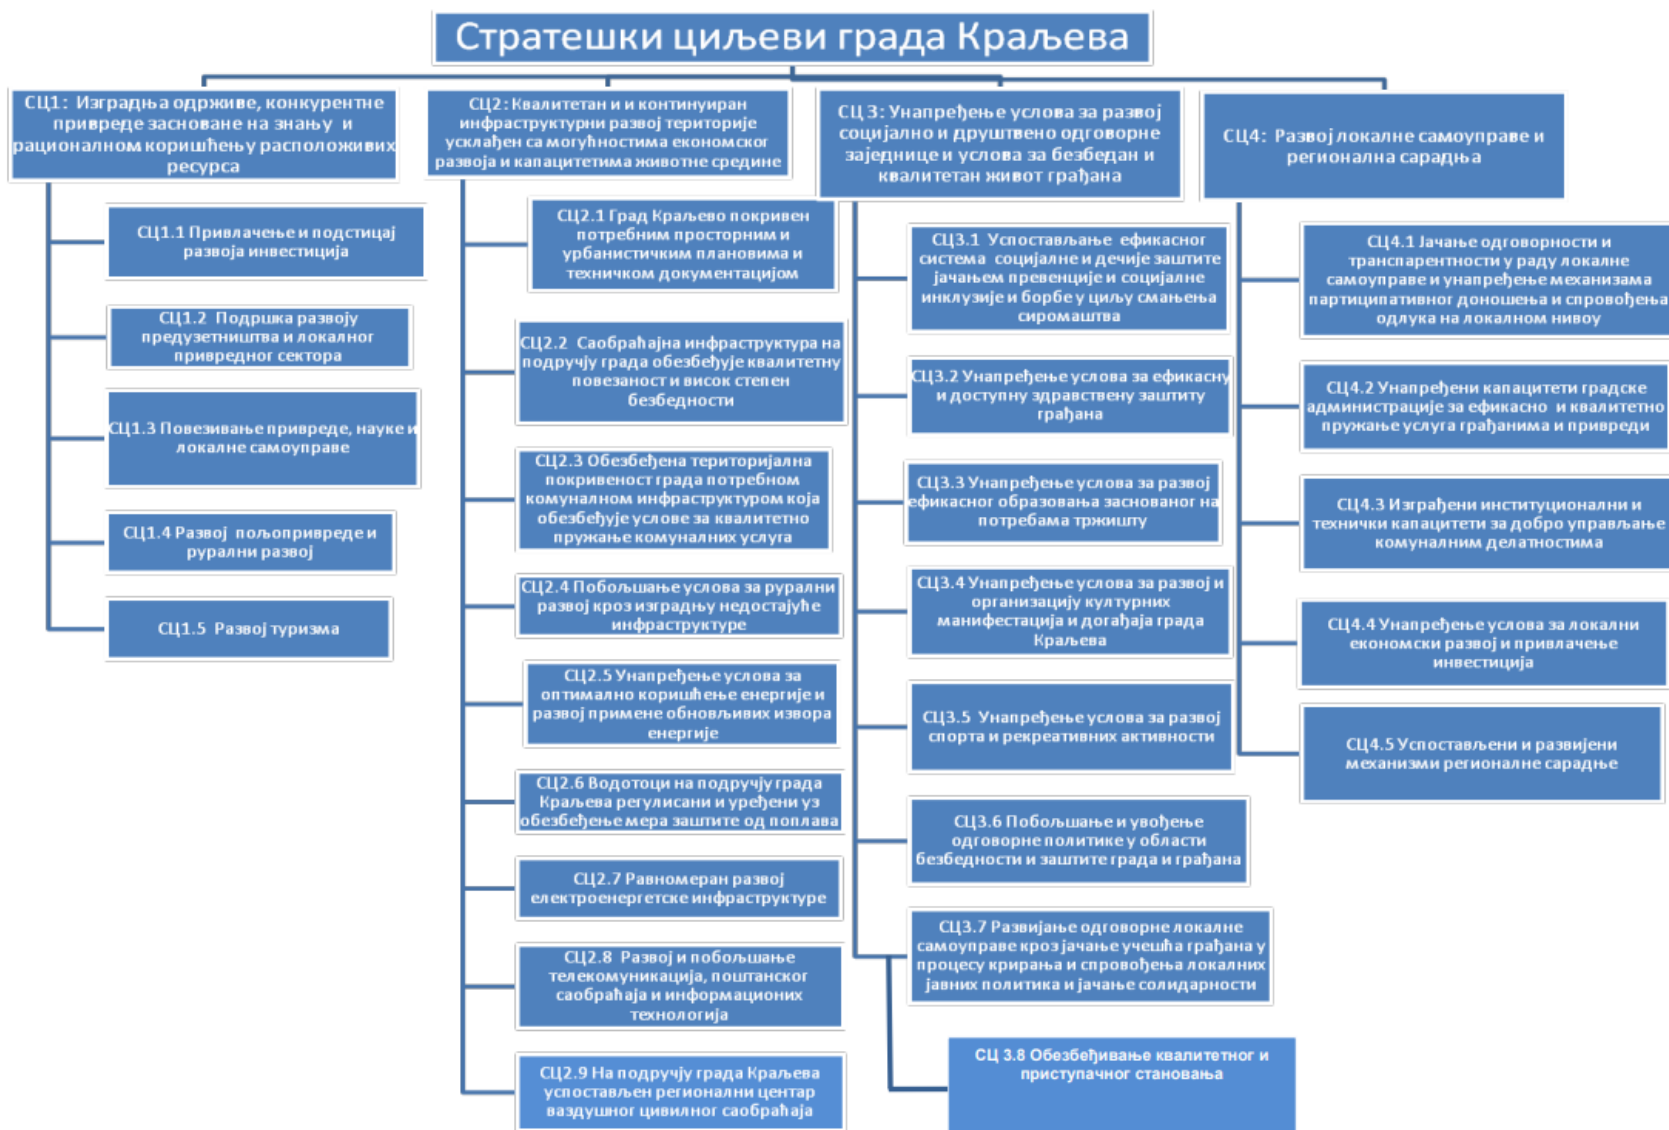 Стратешки циљеви града Краљева
СЦ1: Изградња одрживе, конкурентне
привреде засноване на знању и
рационалном коришћењу расположивих
ресурса
СЦ1.1 Привлачење и подстицај
развоја инвестиција
СЦ1.2 Подршка развоју
предузетништва и локалног
привредног сектора
СЦ1.3 Повезивање привреде, науке и
локалне самоуправе
СЦ1.4 Развој пољопривреде и
рурални развој
СЦ1.5 Развој туризма
СЦ2: Квалитетан и и континуиран
инфраструктурни развој територије
усклађен са могућностима економског
развоја и капацитетима животне средине
СЦ2.1 Град Краљево покривен
потребним просторним и
урбанистичким плановима и
техничком документацијом
СЦ2.2 Саобраћајна инфраструктура на
подручју града обезбеђује квалитетну
повезаност и висок степен
безбедности
СЦ2.3 Обезбеђена територијална
покривеност града потребном
комуналном инфраструктуром која
обезбеђује услове за квалитетно
пружање комуналних услуга
СЦ2.4 Побољшање услова за рурални
развој кроз изградњу недостајуће
инфраструктуре
СЦ2.5 Унапређење услова за
оптимално коришћење енергије и
развој примене обновљивих извора
енергије
СЦ2.6 Водотоци на подручју града
Краљева регулисани и уређени уз
обезбеђење мера заштите од поплава
СЦ2.7 Равномеран развој
електроенергетске инфраструктуре
СЦ2.8 Развој и побољшање
телекомуникација, поштанског
саобраћаја и информационих
технологија
СЦ2.9 На подручју града Краљева
успостављен регионални центар
ваздушног цивилног саобраћаја
СЦ 3: Унапређење услова за развој
социјално и друштвено одговорне
заједнице и услова за безбедан и
квалитетан живот грађана
СЦ3.1 Успостављање ефикасног
система социјалне и дечије заштите
јачањем превенције и социјалне
инклузије и борбе у циљу смањења
сиромаштва
СЦ3.2 Унапређење услова за ефикасну
и доступну здравствену заштиту
грађана
СЦ3.3 Унапређење услова за развој
ефикасног образовања заснованог на
потребама тржишту
СЦ3.4 Унапређење услова за развој и
организацију културних
манифестација и догађаја града
Краљева
СЦ3.5 Унапређење услова за развој
спорта и рекреативних активности
СЦ3.6 Побољшање и увођење
одговорне политике у области
безбедности и заштите града и грађана
СЦ3.7 Развијање одговорне локалне
самоуправе кроз јачање учешћа грађана у
процесу крирања и спровођења локалних
јавних политика и јачање солидарности
СЦ 3.8 Обезбеђивање квалитетног и
приступачног становања
СЦ4: Развој локалне самоуправе и
регионална сарадња
СЦ4.1 Јачање одговорности и
транспарентности у раду локалне
самоуправе и унапређење механизама
партиципативног доношења и спровођења
одлука на локалном нивоу
СЦ4.2 Унапређени капацитети градске
администрације за ефикасно и квалитетно
пружање услуга грађанима и привреди
СЦ4.3 Изграђени институционални и
технички капацитети за добро управљање
комуналним делатностима
СЦ4.4 Унапређење услова за локални
економски развој и привлачење
инвестиција
СЦ4.5 Успостављени и развијени
механизми регионалне сарадње